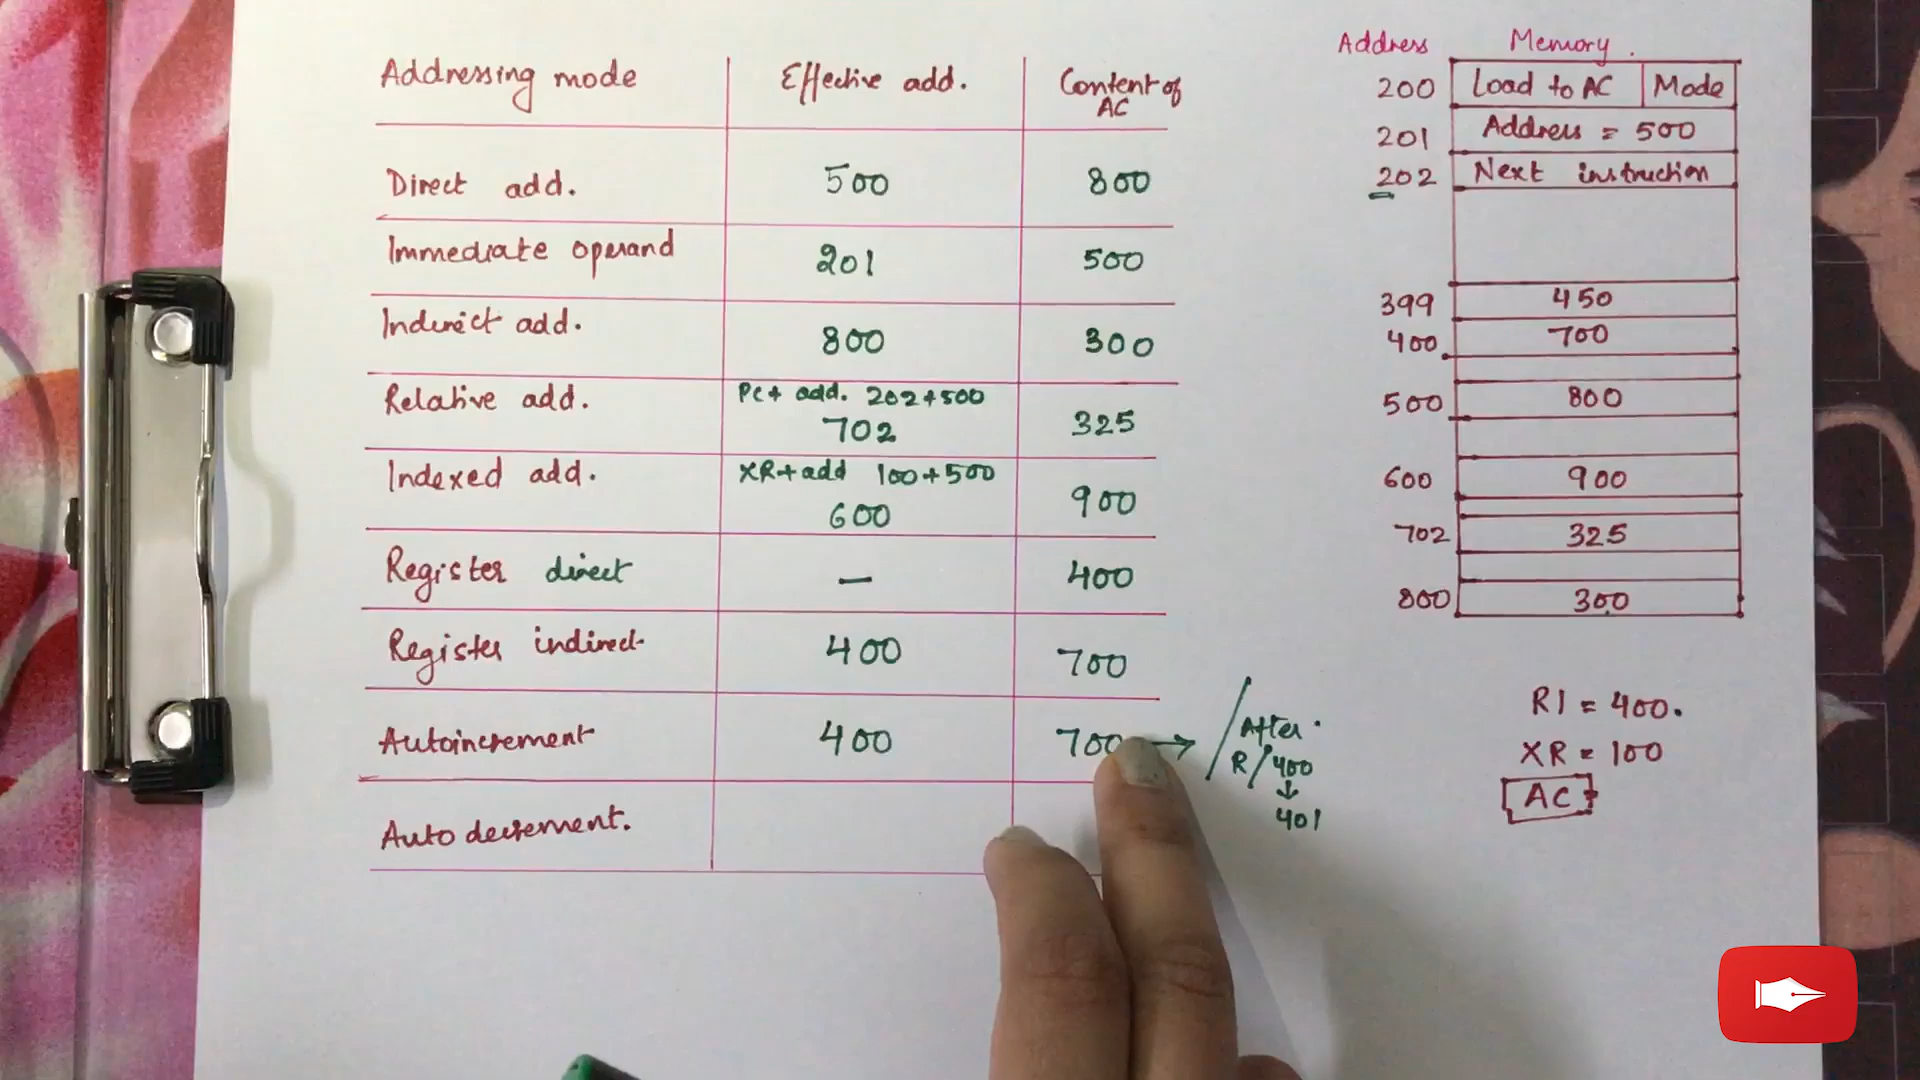 Addressing mode Effective add. Content of AC
Direct add. 500 800
Immediate operand 201 500
Indirect add. 800 300
Relative add. Pc+ add. 202+500 702 325
Indexed add. XR+add 100+500 600 900
Register direct — 400
Register indirect 400 700
Autoincrement 400 700 →
/After.
R/400
↓
401
Auto decrement.
Address Memory.
200 Load to AC Mode
201 Address = 500
202 Next instruction
399 450
400 700
500 800
600 900
702 325
800 300
R1 = 400.
XR = 100
AC